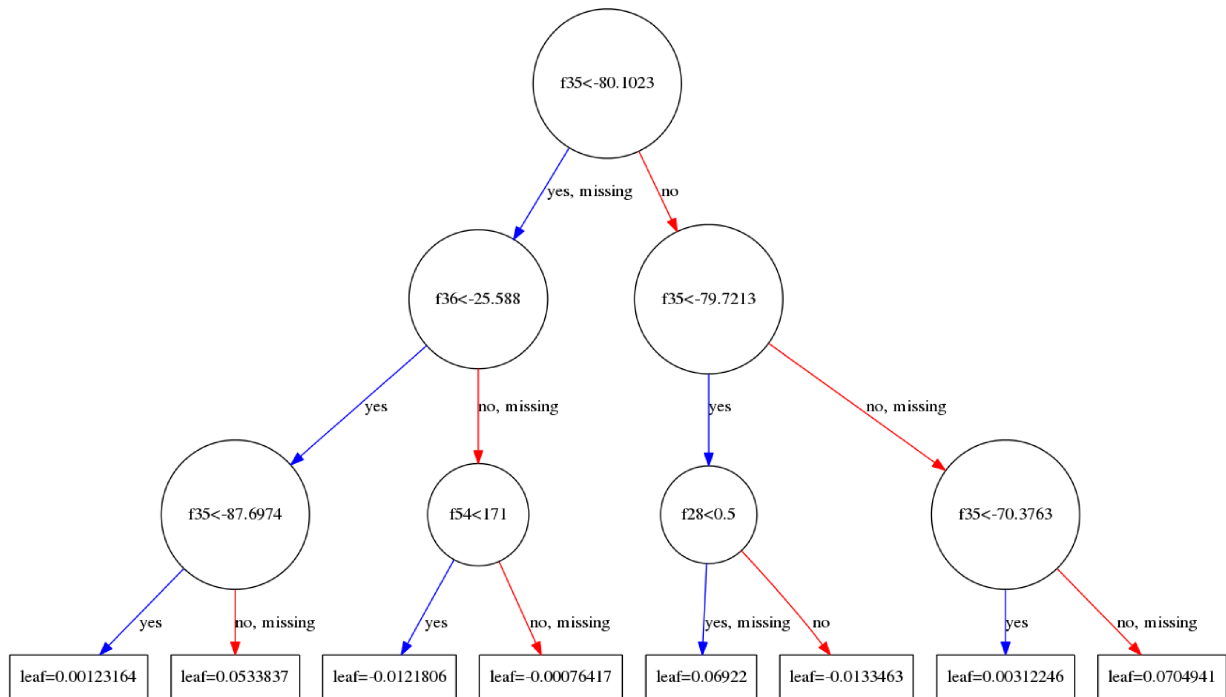 f35<-80.1023
yes, missing
no
f36<-25.588
f35<-79.7213
yes
no, missing
yes
no, missing
f35<-87.6974
f54<171
f28<0.5
f35<-70.3763
yes
no, missing
yes
no, missing
yes, missing
no
yes
no, missing
leaf=0.00123164
leaf=0.0533837
leaf=-0.0121806
leaf=-0.00076417
leaf=0.06922
leaf=-0.0133463
leaf=0.00312246
leaf=0.0704941